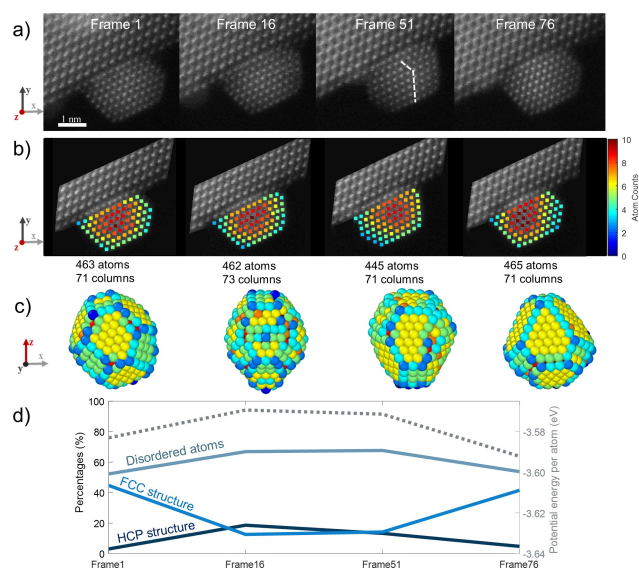 a)
Frame 1
Frame 16
Frame 51
Frame 76
y
x
z
1 nm
b)
y
x
z
10
8
6
4
2
0
Atom Counts
463 atoms
71 columns
462 atoms
73 columns
445 atoms
71 columns
465 atoms
71 columns
c)
z
x
y
d)
Percentages (%)
100
80
60
40
20
0
Disordered atoms
FCC structure
HCP structure
-3.58
-3.60
-3.62
-3.64
Potential energy per atom (eV)
Frame1
Frame16
Frame51
Frame76